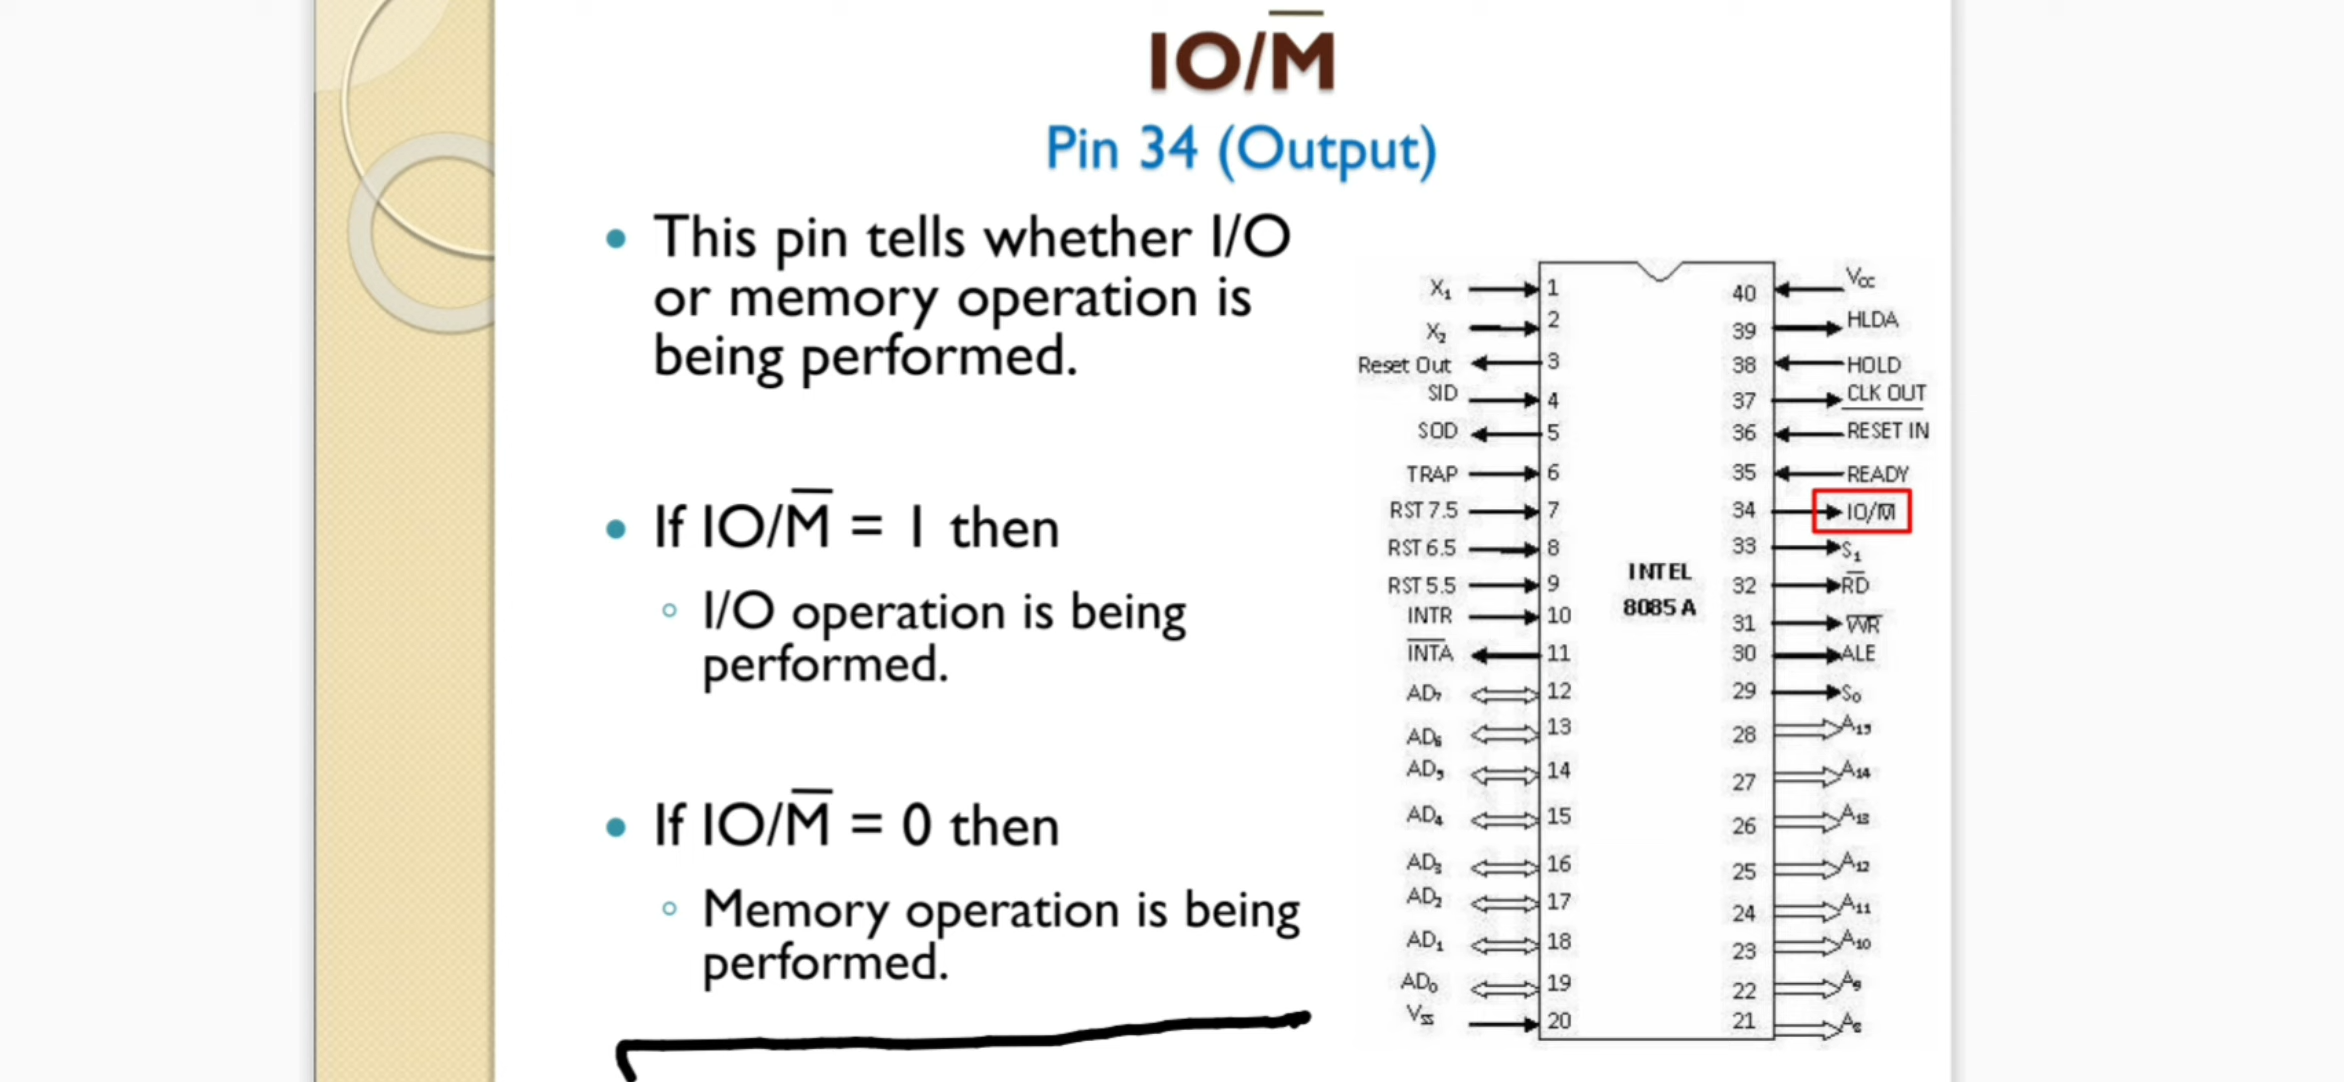 IO/M̅
Pin 34 (Output)
• This pin tells whether I/O
or memory operation is
being performed.
• If IO/M̅ = 1 then
◦ I/O operation is being
performed.
• If IO/M̅ = 0 then
◦ Memory operation is being
performed.
X₁ 1 40 Vcc
X₂ 2 39 HLDA
Reset Out 3 38 HOLD
SID 4 37 CLK OUT
SOD 5 36 R̅E̅S̅E̅T̅ ̅I̅N̅
TRAP 6 35 READY
RST 7.5 7 34 IO/M̅
RST 6.5 8 33 S₁
RST 5.5 9 32 R̅D̅
INTR 10 31 W̅R̅
I̅N̅T̅A̅ 11 30 ALE
AD₇ 12 29 S₀
AD₆ 13 28 A₁₅
AD₅ 14 27 A₁₄
AD₄ 15 26 A₁₃
AD₃ 16 25 A₁₂
AD₂ 17 24 A₁₁
AD₁ 18 23 A₁₀
AD₀ 19 22 A₉
Vss 20 21 A₈
INTEL
8085 A